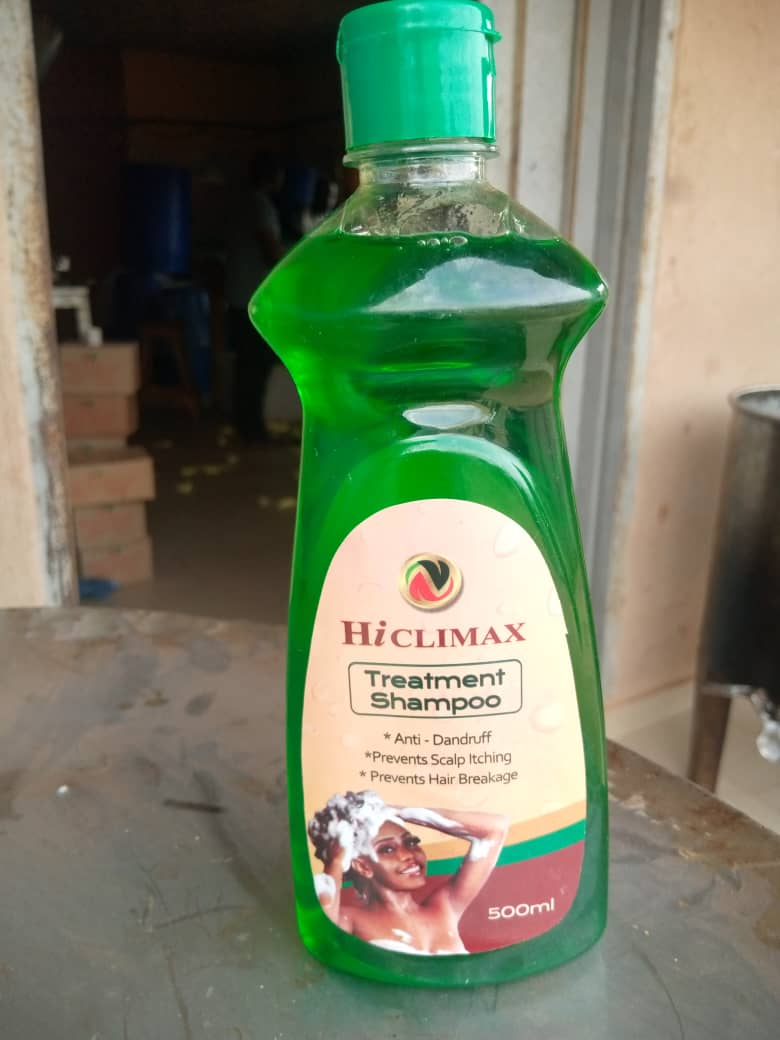 HiCLIMAX
Treatment
Shampoo
* Anti - Dandruff
*Prevents Scalp Itching
* Prevents Hair Breakage
500ml